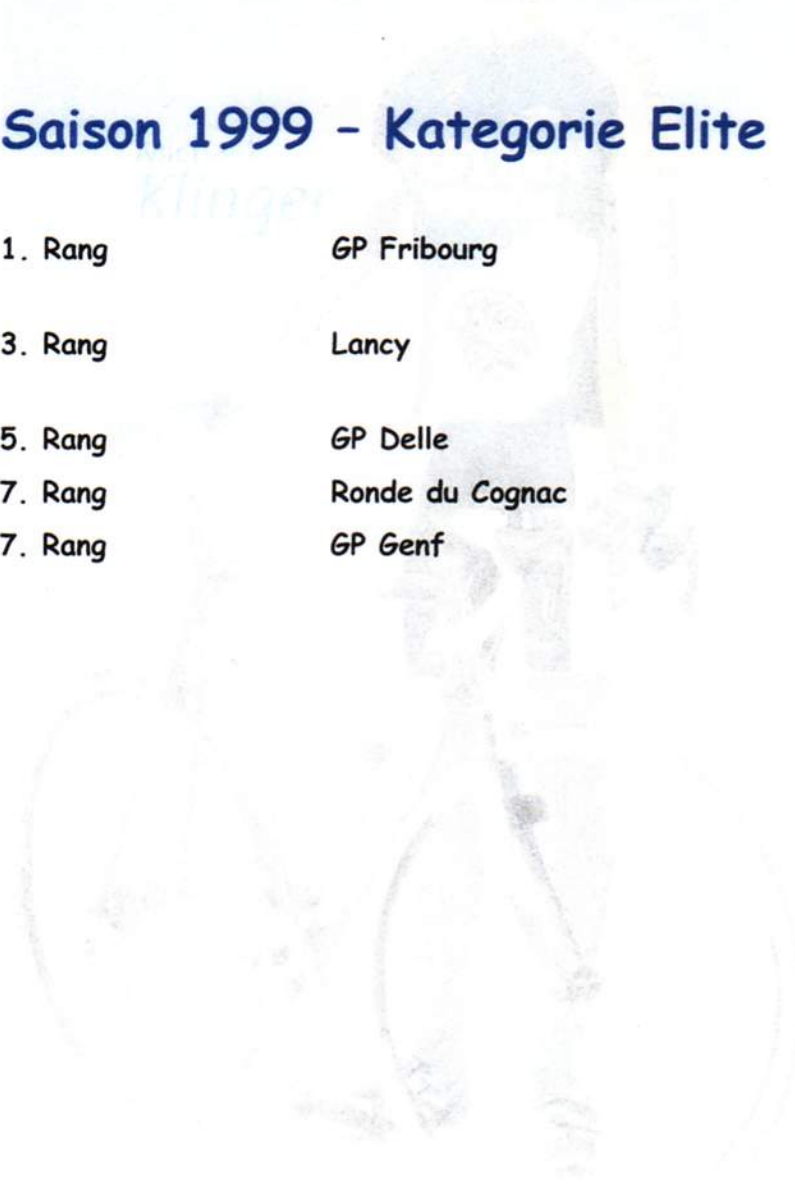 Saison 1999 - Kategorie Elite
Klinger
1. Rang GP Fribourg
3. Rang Lancy
5. Rang GP Delle
7. Rang Ronde du Cognac
7. Rang GP Genf